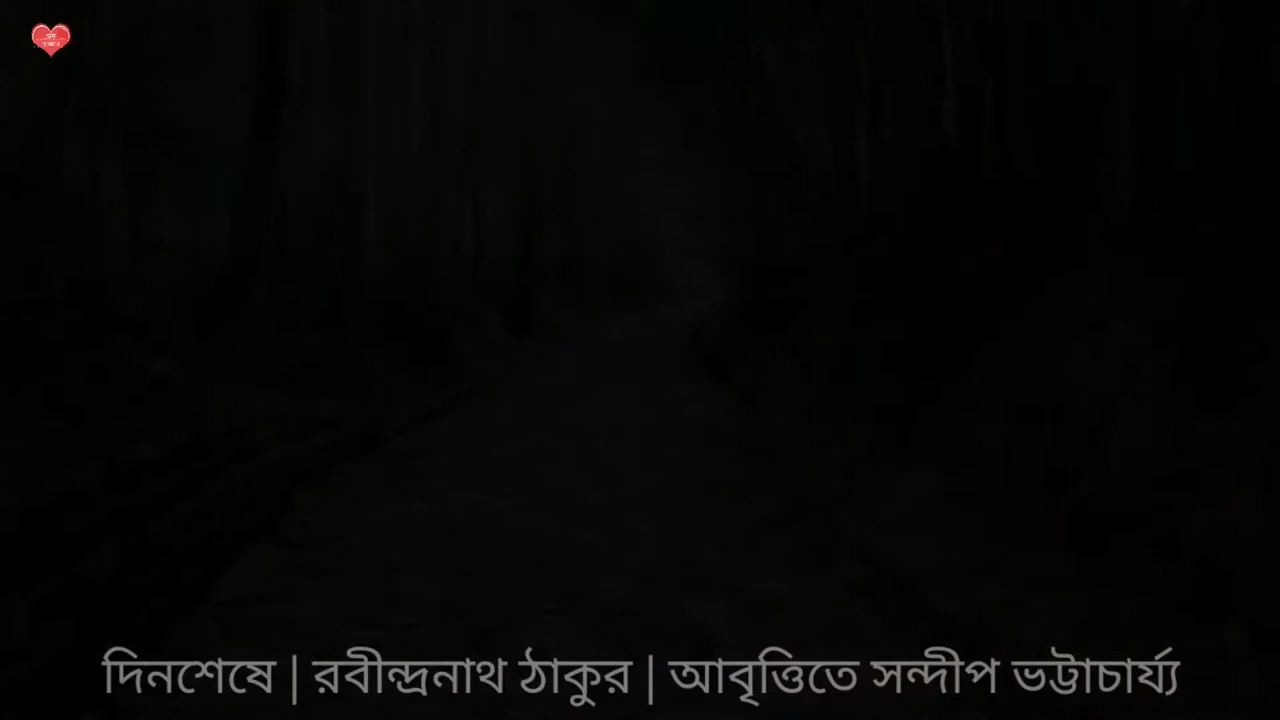 দিনশেষে | রবীন্দ্রনাথ ঠাকুর | আবৃত্তিতে সন্দীপ ভট্টাচার্য্য